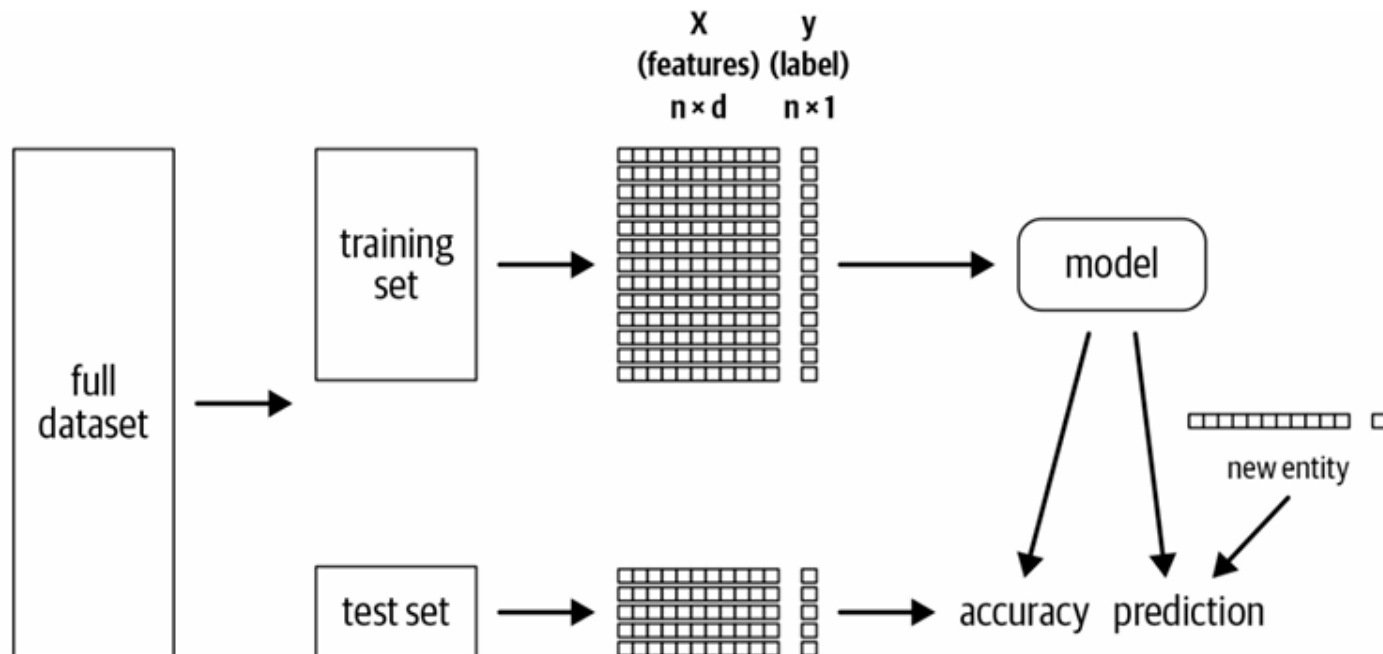 X
(features)
n × d
y
(label)
n × 1
full
dataset
training
set
model
new entity
test set
accuracy
prediction